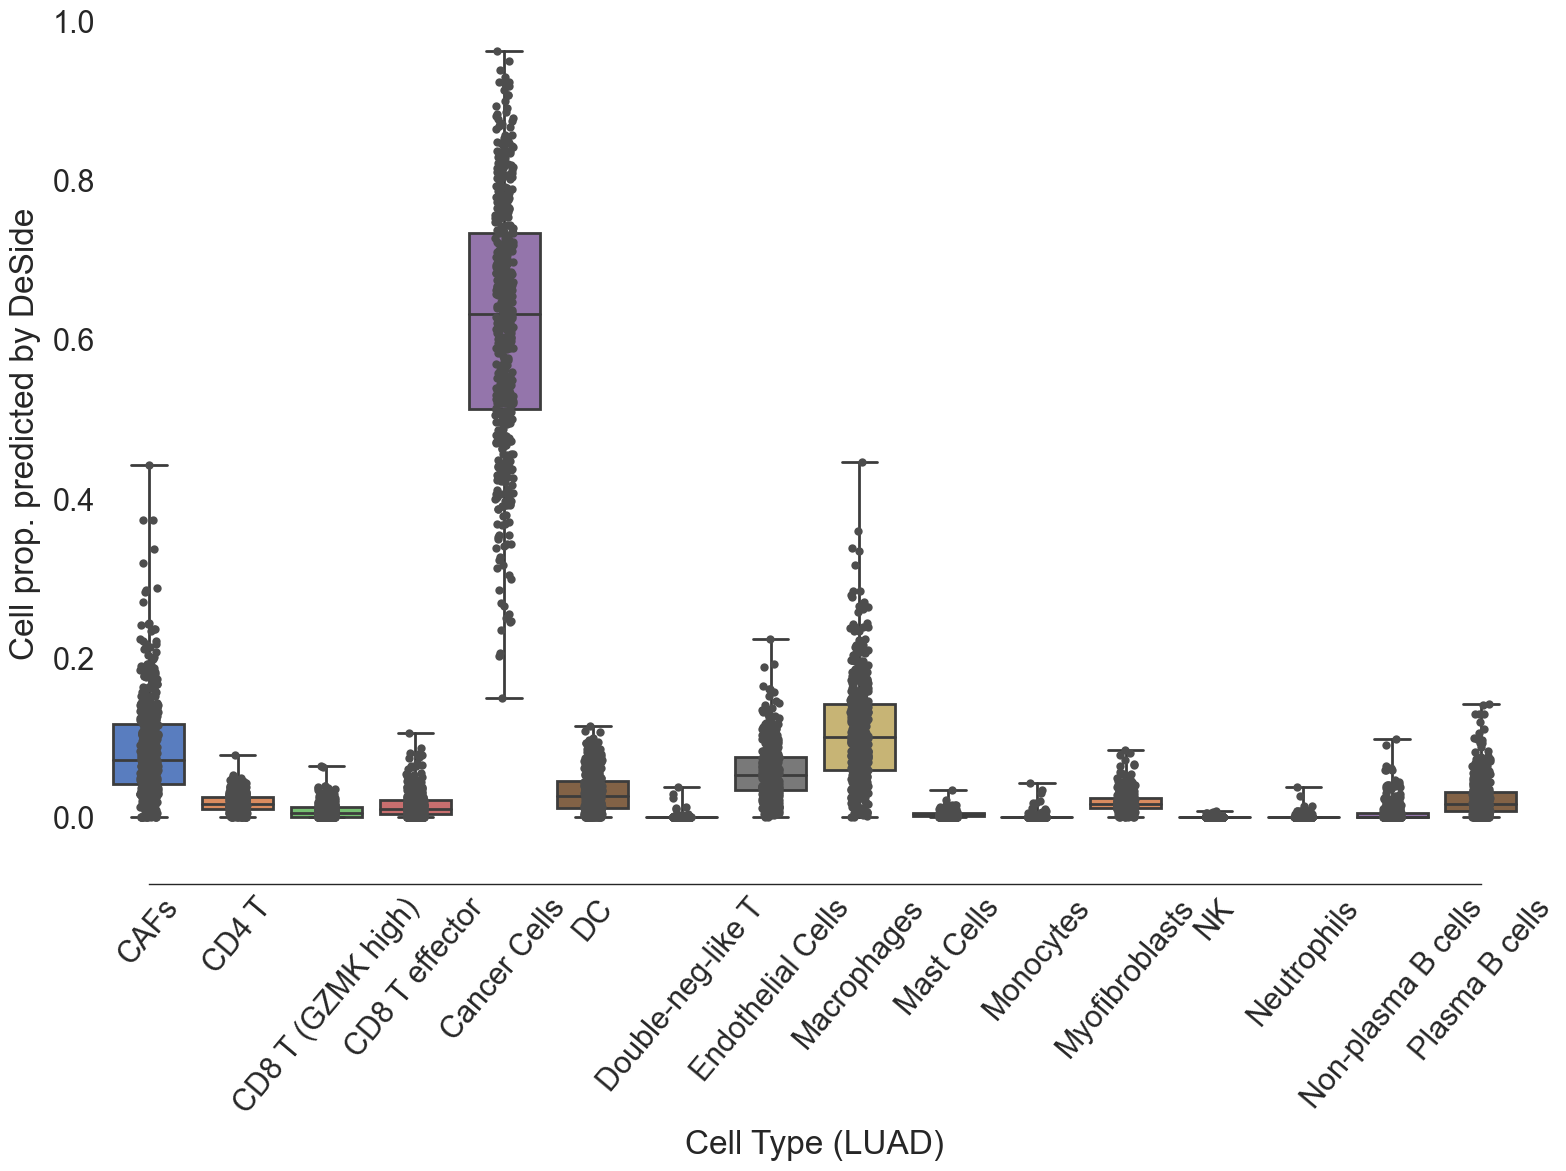 1.0
0.8
0.6
0.4
0.2
0.0
Cell prop. predicted by DeSide
CAFs
CD4 T
CD8 T (GZMK high)
CD8 T effector
Cancer Cells
DC
Double-neg-like T
Endothelial Cells
Macrophages
Mast Cells
Monocytes
Myofibroblasts
NK
Neutrophils
Non-plasma B cells
Plasma B cells
Cell Type (LUAD)